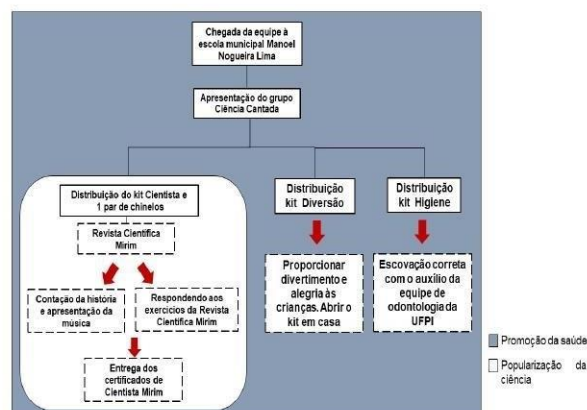 Chegada da equipe à
escola municipal Manoel
Nogueira Lima
Apresentação do grupo
Ciência Cantada
Distribuição do kit Cientista e
1 par de chinelos
Revista Científica
Mirim
Contação da história
e apresentação da
música
Respondendo aos
exercícios da Revista
Científica Mirim
Entrega dos
certificados de
Cientista Mirim
Distribuição
kit Diversão
Proporcionar
divertimento e
alegria às
crianças. Abrir o
kit em casa
Distribuição
kit Higiene
Escovação correta
com o auxílio da
equipe de
odontologia da
UFPI
Promoção da saúde
Popularização da
ciência